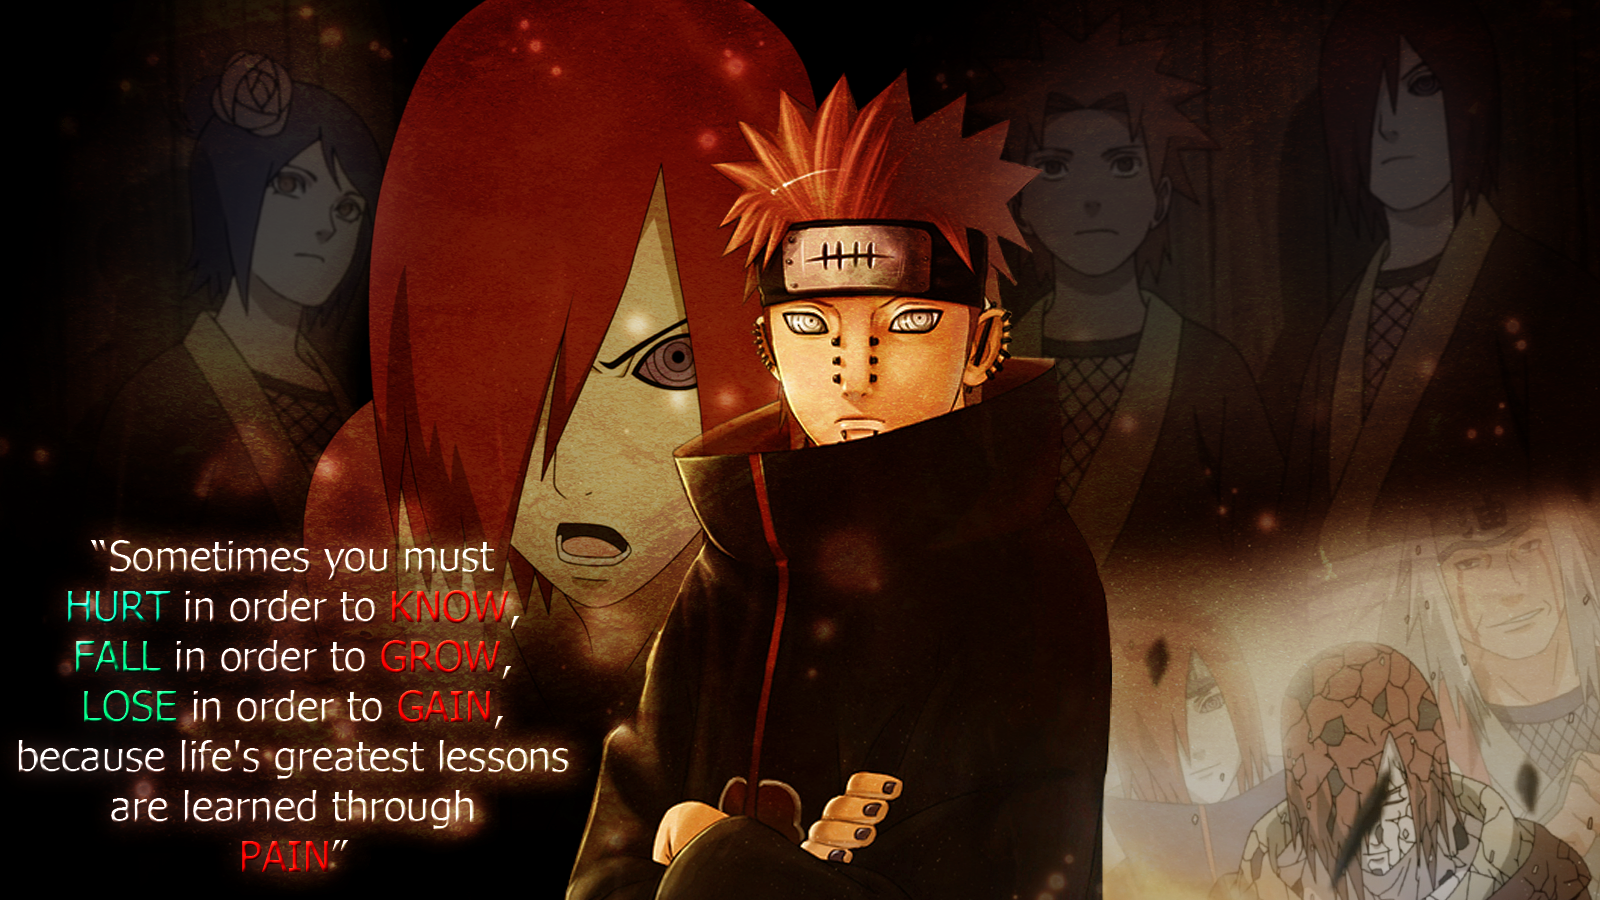 “Sometimes you must
HURT in order to KNOW,
FALL in order to GROW,
LOSE in order to GAIN,
because life's greatest lessons
are learned through
PAIN”